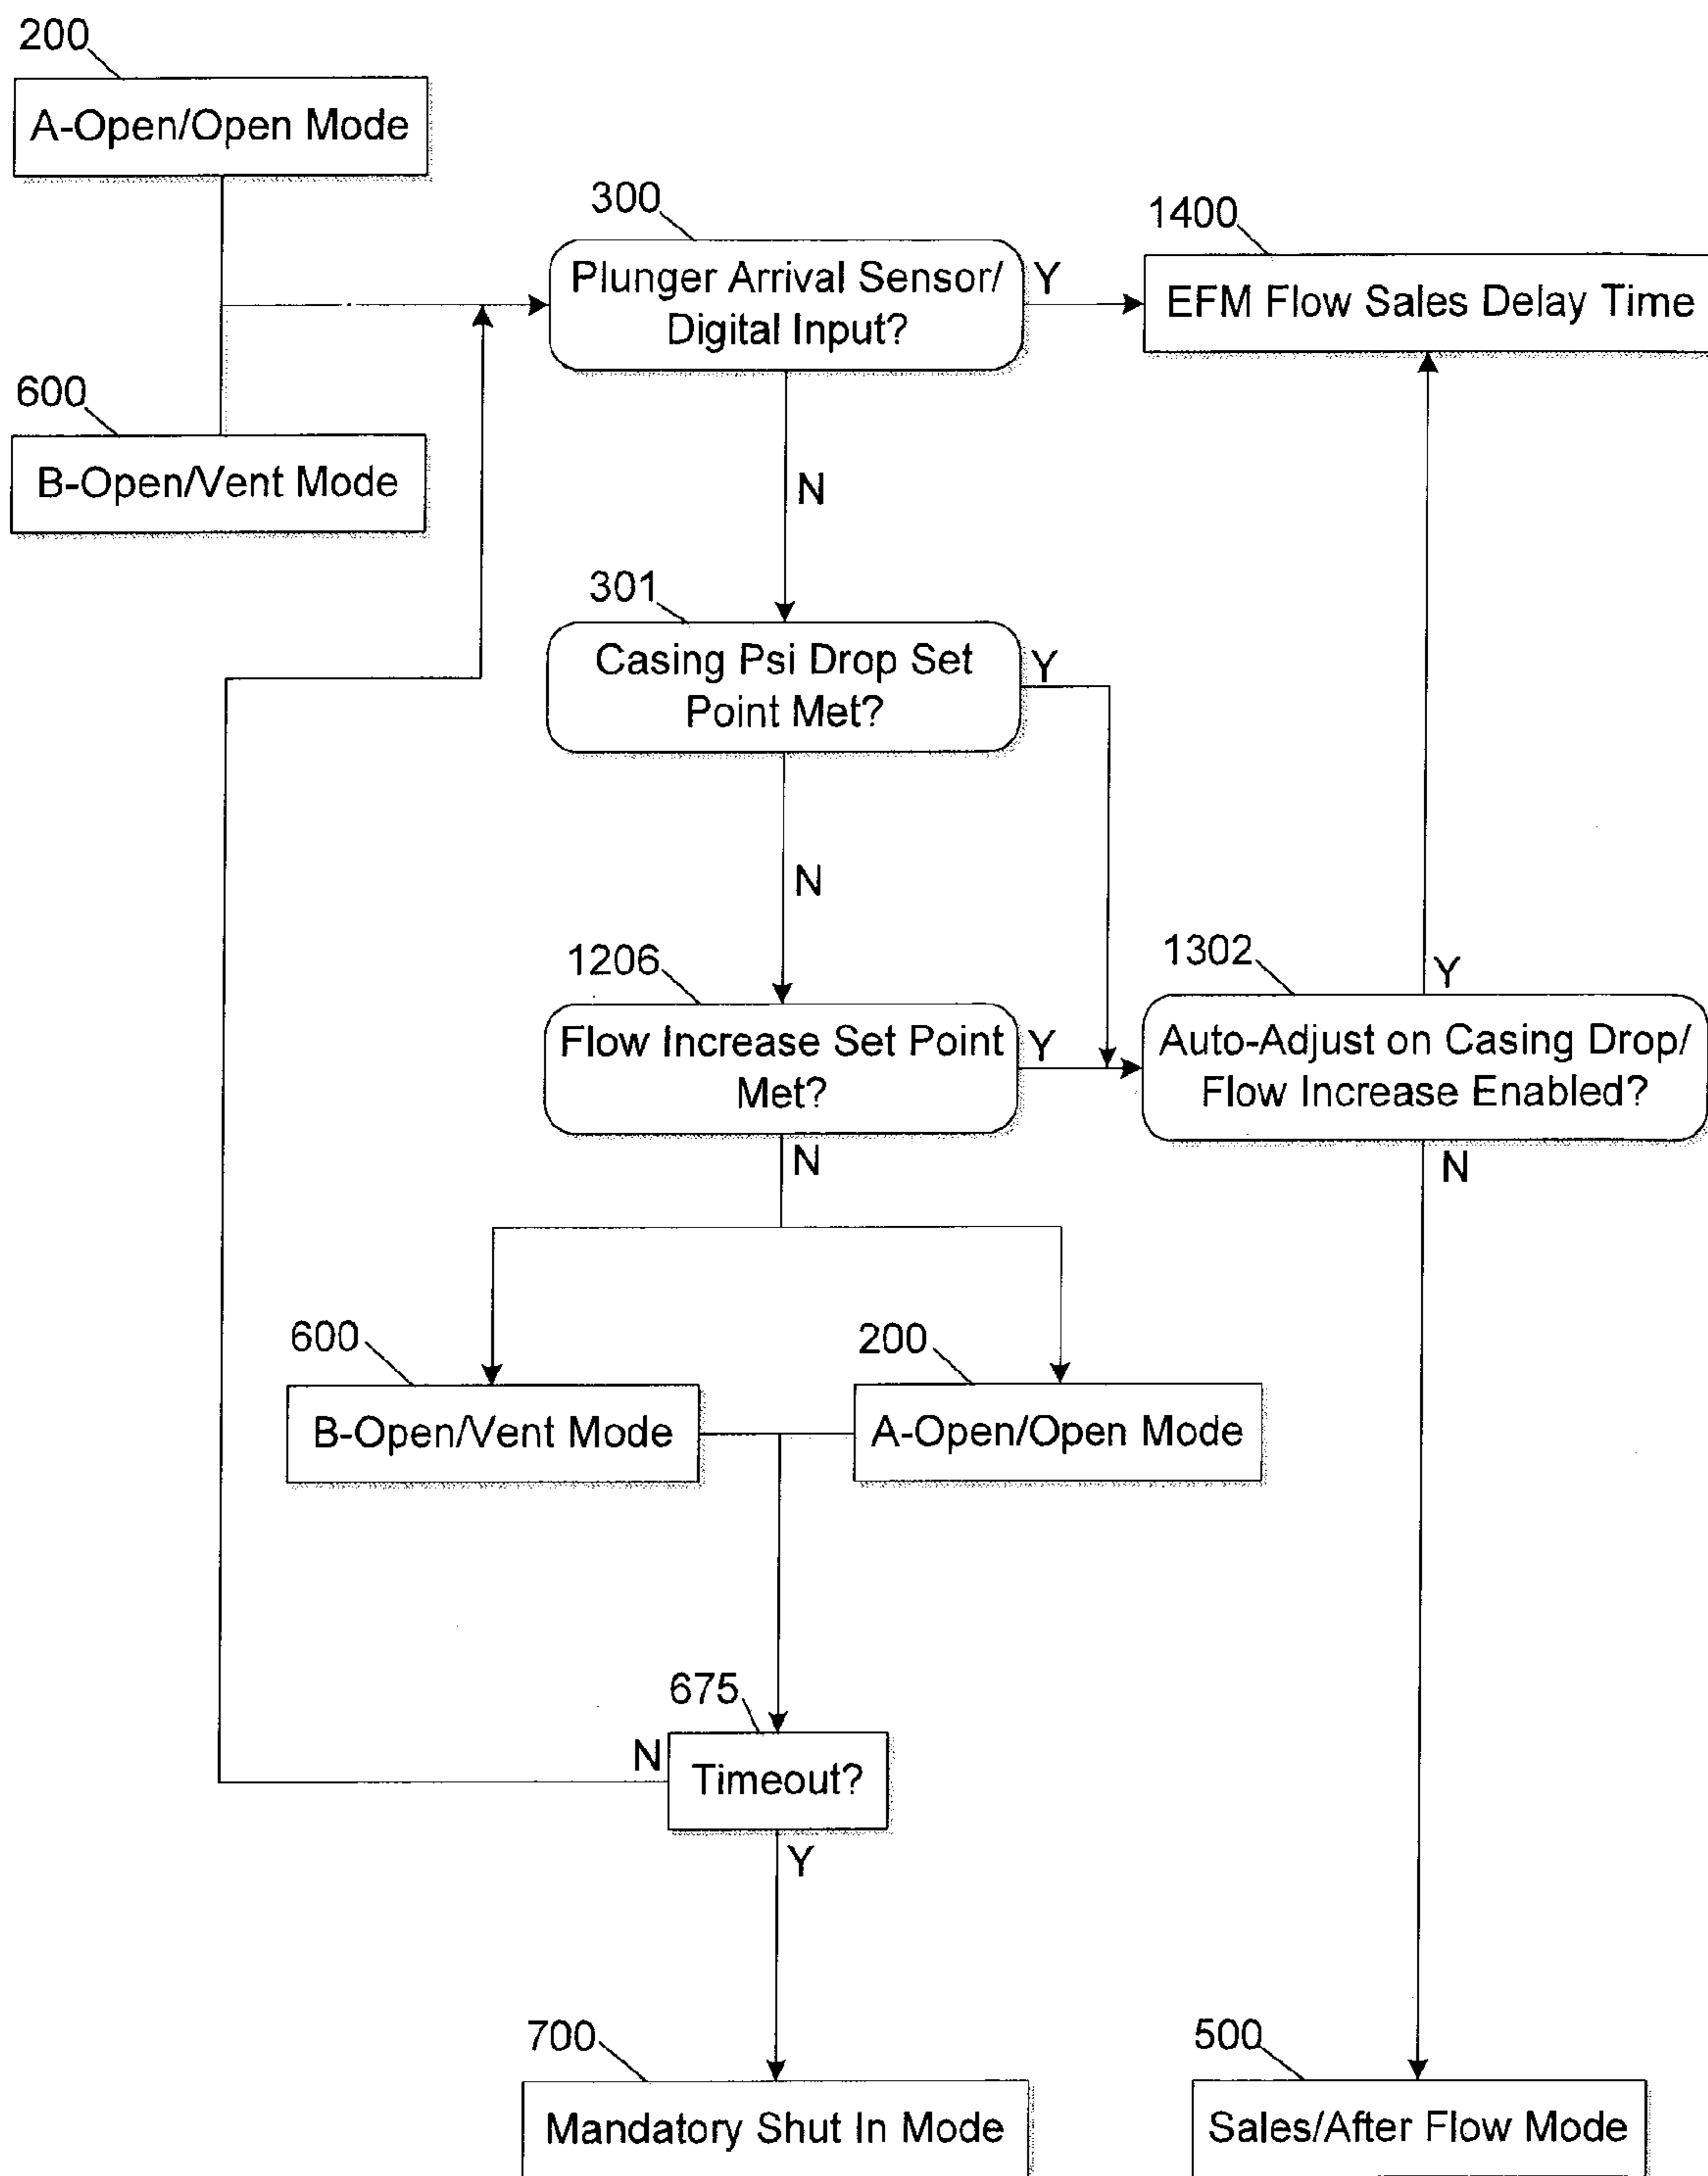 200
A-Open/Open Mode
300
1400
Plunger Arrival Sensor/
Digital Input?
Y
EFM Flow Sales Delay Time
600
B-Open/Vent Mode
N
301
Casing Psi Drop Set
Point Met?
Y
N
1206
1302
Y
Flow Increase Set Point
Met?
Y
Auto-Adjust on Casing Drop/
Flow Increase Enabled?
N
N
600
200
B-Open/Vent Mode
A-Open/Open Mode
675
N
Timeout?
Y
700
500
Mandatory Shut In Mode
Sales/After Flow Mode